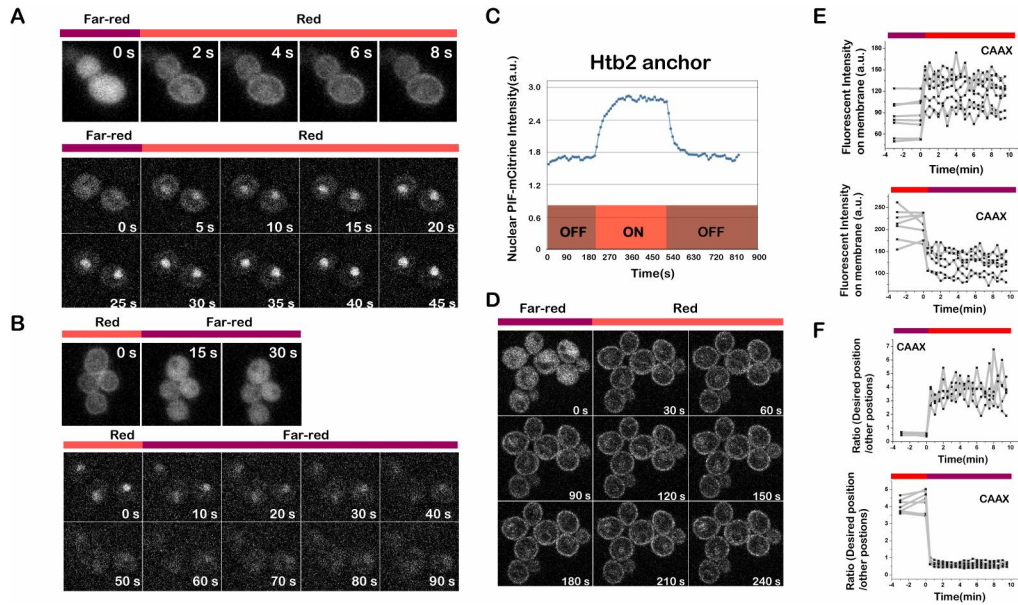 A
Far-red Red
0 s 2 s 4 s 6 s 8 s
Far-red Red
0 s 5 s 10 s 15 s 20 s
25 s 30 s 35 s 40 s 45 s
B
Red Far-red
0 s 15 s 30 s
Red Far-red
0 s 10 s 20 s 30 s 40 s
50 s 60 s 70 s 80 s 90 s
C
Htb2 anchor
Nuclear PIF-mCitrine Intensity(a.u.)
3.0
2.4
1.8
1.2
0.6
0
OFF ON OFF
0 90 180 270 360 450 540 630 720 810 900
Time(s)
D
Far-red Red
0 s 30 s 60 s
90 s 120 s 150 s
180 s 210 s 240 s
E
CAAX
Fluorescent Intensity
on membrane (a.u.)
180
150
120
90
60
-4 -2 0 2 4 6 8 10
Time(min)
CAAX
Fluorescent Intensity
on membrane (a.u.)
250
200
150
100
-4 -2 0 2 4 6 8 10
Time(min)
F
CAAX
Ratio (Desired position
/other postions)
7
6
5
4
3
2
1
0
-4 -2 0 2 4 6 8 10
Time(min)
CAAX
Ratio (Desired position
/other postions)
5
4
3
2
1
0
-4 -2 0 2 4 6 8 10
Time(min)